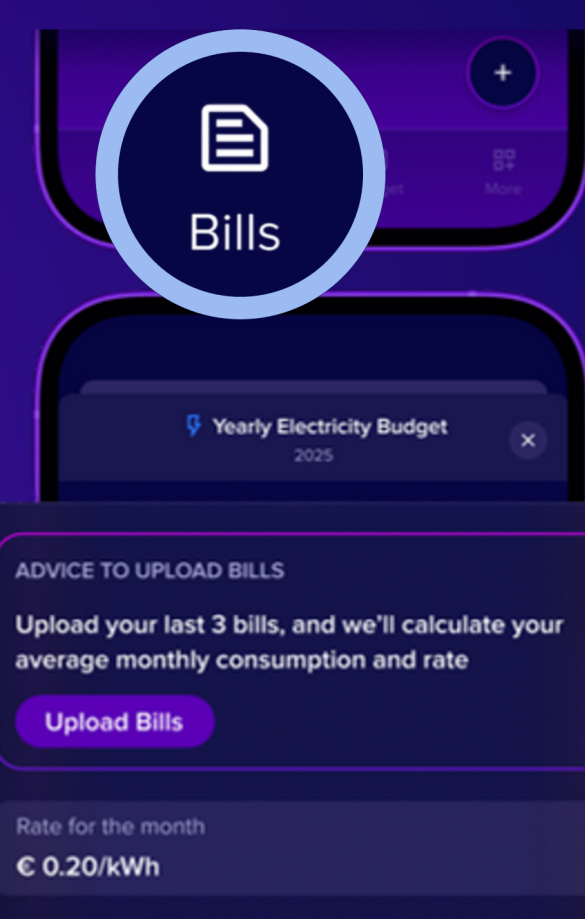 +
More
Bills
Yearly Electricity Budget
2025
×
ADVICE TO UPLOAD BILLS
Upload your last 3 bills, and we'll calculate your
average monthly consumption and rate
Upload Bills
Rate for the month
€ 0.20/kWh